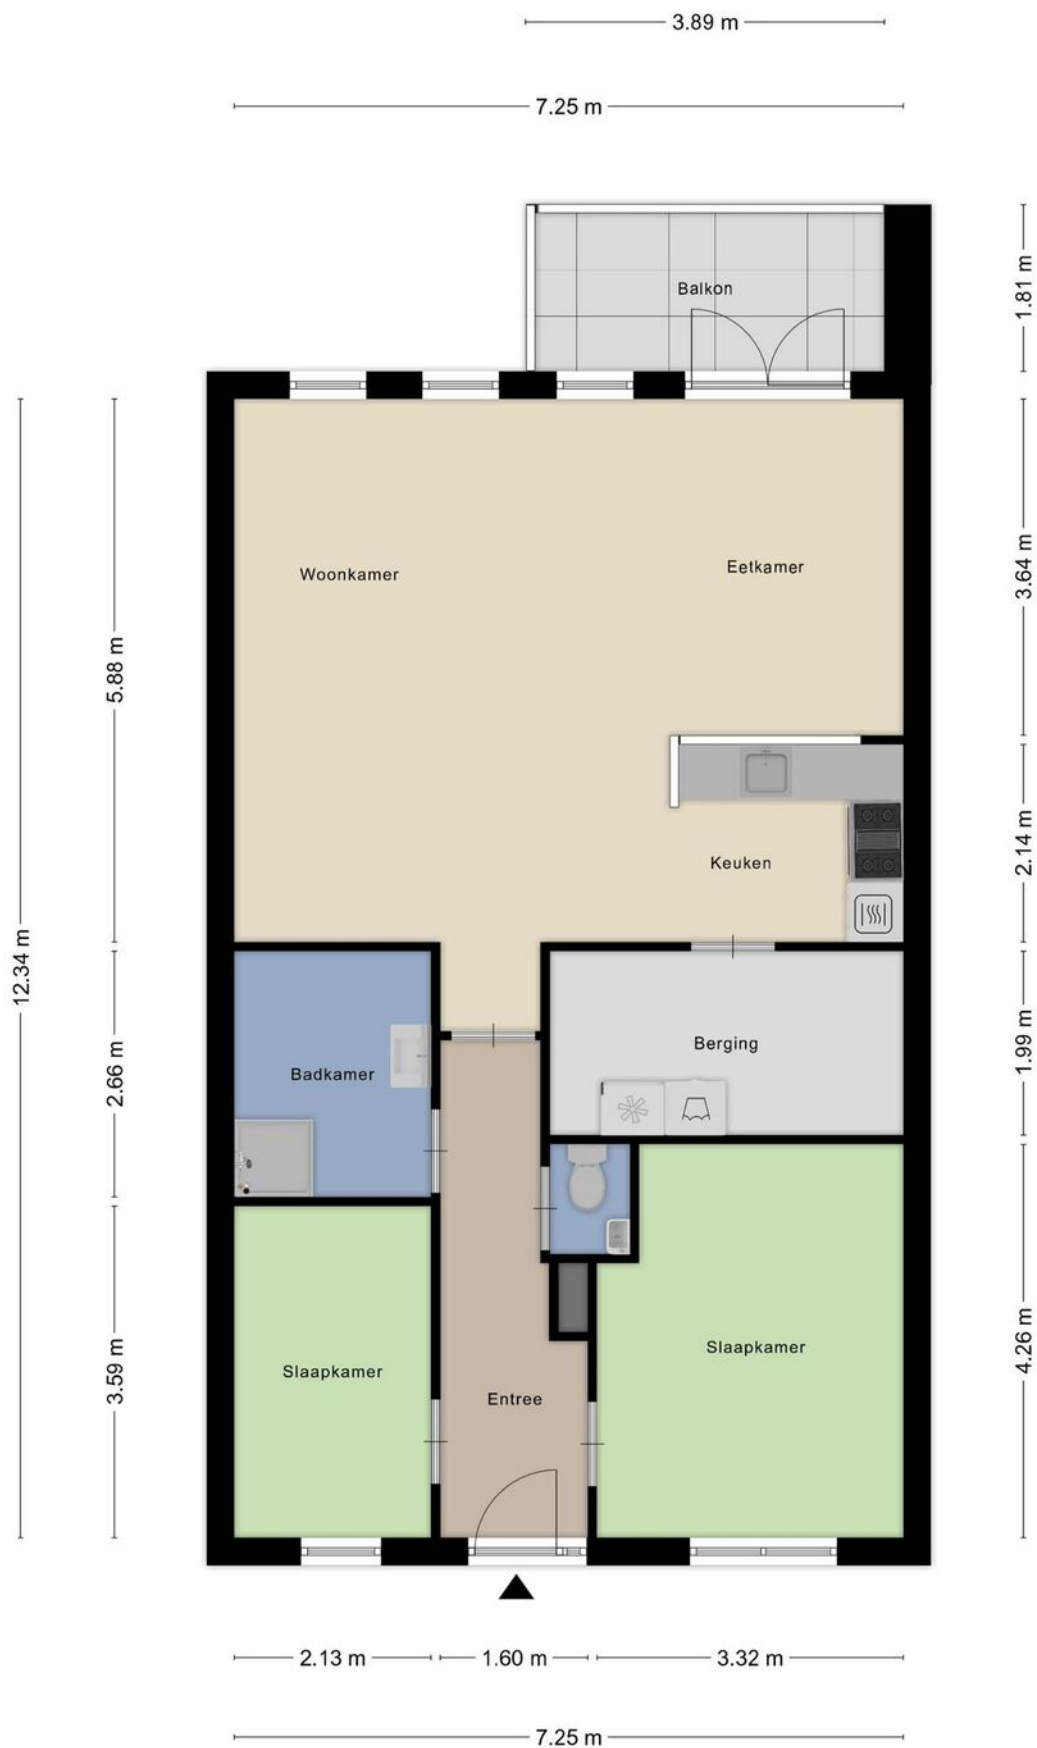 3.89 m
7.25 m
Balkon
1.81 m
Woonkamer
Eetkamer
3.64 m
5.88 m
Keuken
2.14 m
12.34 m
Badkamer
Berging
2.66 m
1.99 m
Slaapkamer
Entree
Slaapkamer
3.59 m
4.26 m
2.13 m
1.60 m
3.32 m
7.25 m